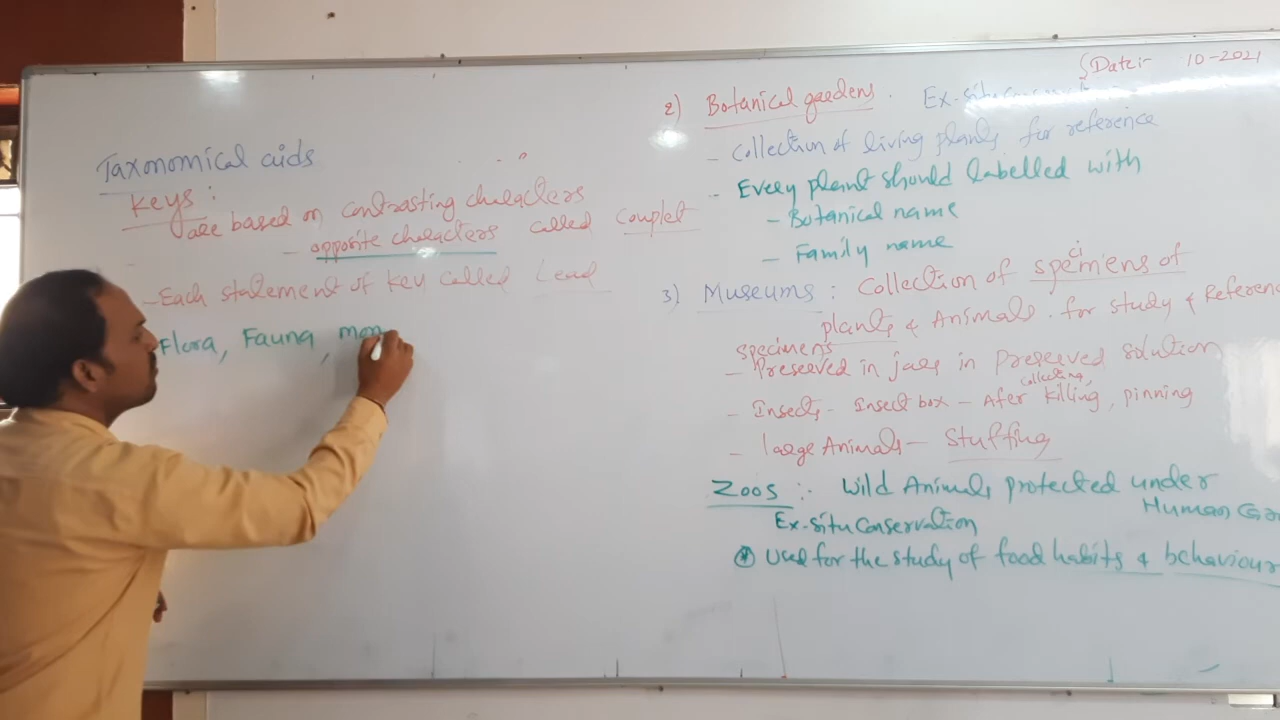 Taxonomical aids
Keys :
are based on contrasting characters
- opposite characters called Couplet
- Each statement of key called Lead
Flora, Fauna, mon
Date:- 10-2021
2) Botanical gardens. Ex-situ
- Collection of living plants for reference
- Every plant should labelled with
- Botanical name
- Family name
3) Museums : Collection of speciemens of
plants & Animals. for study & Referenc
specimens
- Preserved in jars in preserved solution
collecting,
- Insects - Insect box - Afer killing, pinning
- large Animals - Stuffing
Zoos :- Wild Animals protected under
Human Ca
Ex-situ Conservation
* Used for the study of food habits & behaviour